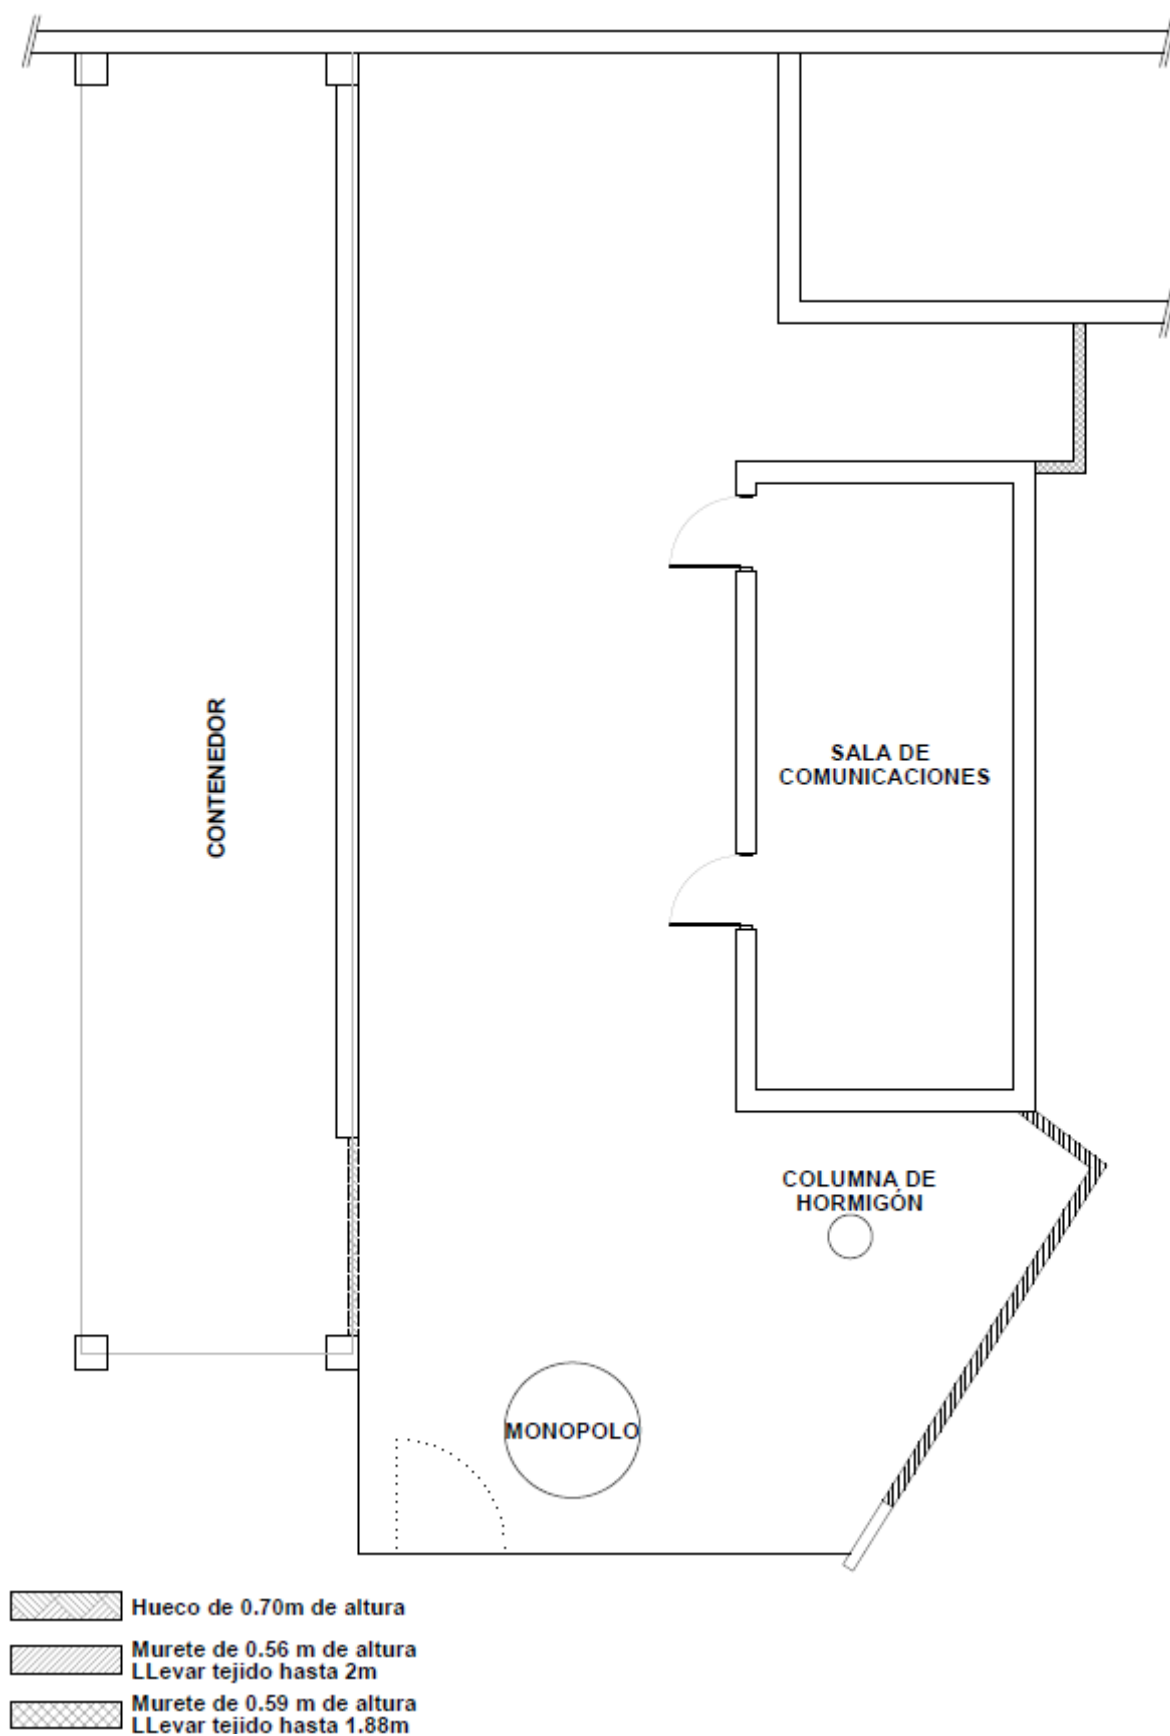 CONTENEDOR
SALA DE
COMUNICACIONES
COLUMNA DE
HORMIGÓN
MONOPOLO
Hueco de 0.70m de altura
Murete de 0.56 m de altura
LLevar tejido hasta 2m
Murete de 0.59 m de altura
LLevar tejido hasta 1.88m